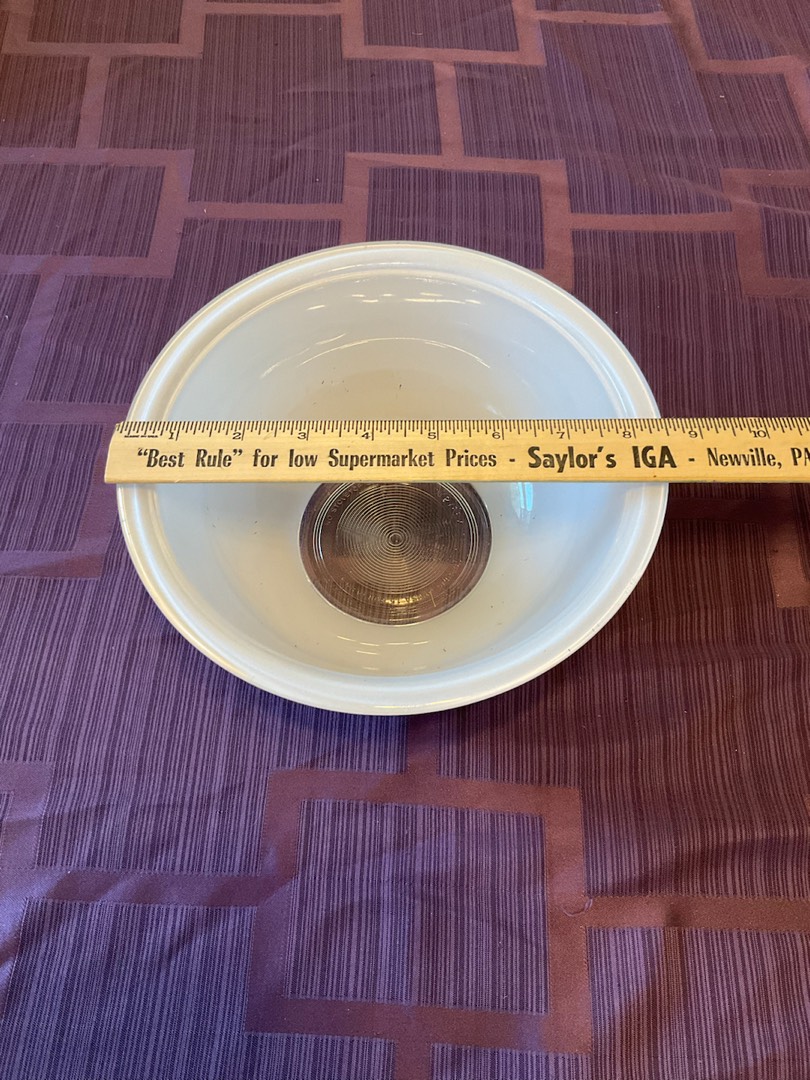 1 2 3 4 5 6 7 8 9 10
"Best Rule" for low Supermarket Prices - Saylor's IGA - Newville, PA